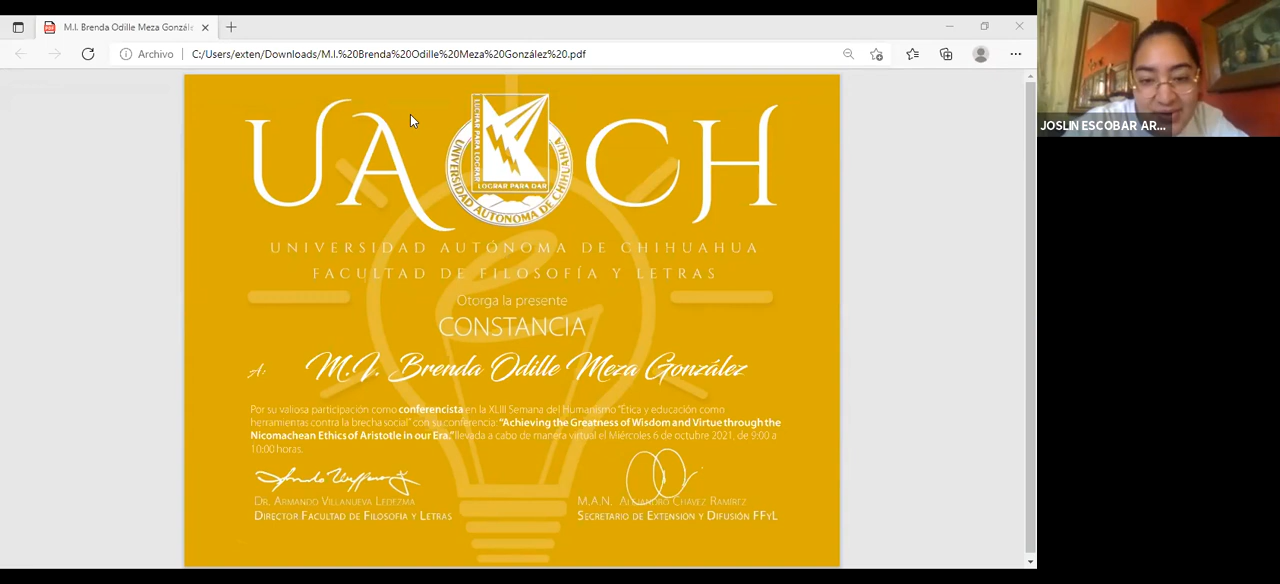 M.I. Brenda Odille Meza Gonzále
Archivo
C:/Users/exten/Downloads/M.I.%20Brenda%20Odille%20Meza%20González%20.pdf
JOSLIN ESCOBAR AR...
UACH
LUCHAR PARA LOGRAR
LOGRAR PARA DAR
UNIVERSIDAD AUTONOMA DE CHIHUAHUA
UNIVERSIDAD AUTÓNOMA DE CHIHUAHUA
FACULTAD DE FILOSOFÍA Y LETRAS
Otorga la presente
CONSTANCIA
A: M.I. Brenda Odille Meza González
Por su valiosa participación como conferencista en la XLIII Semana del Humanismo "Ética y educación como
herramientas contra la brecha social" con su conferencia: "Achieving the Greatness of Wisdom and Virtue through the
Nicomachean Ethics of Aristotle in our Era." llevada a cabo de manera virtual el Miércoles 6 de octubre 2021, de 9:00 a
10:00 horas.
Dr. Armando Villanueva Ledezma
Director Facultad de Filosofía y Letras
M.A.N. Alejandro Chávez Ramírez
Secretario de Extensión y Difusión FFyL